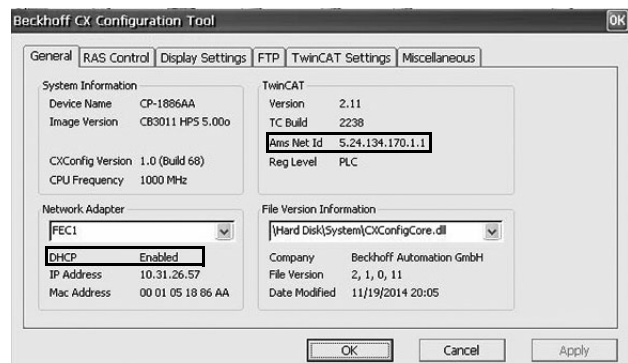 Beckhoff CX Configuration Tool OK
General RAS Control Display Settings FTP TwinCAT Settings Miscellaneous
System Information
Device Name CP-1886AA
Image Version CB3011 HPS 5.00o
CXConfig Version 1.0 (Build 68)
CPU Frequency 1000 MHz
TwinCAT
Version 2.11
TC Build 2238
Ams Net Id 5.24.134.170.1.1
Reg Level PLC
Network Adapter
FEC1
DHCP Enabled
IP Address 10.31.26.57
Mac Address 00 01 05 18 86 AA
File Version Information
\Hard Disk\System\CXConfigCore.dll
Company Beckhoff Automation GmbH
File Version 2, 1, 0, 11
Date Modified 11/19/2014 20:05
OK Cancel Apply